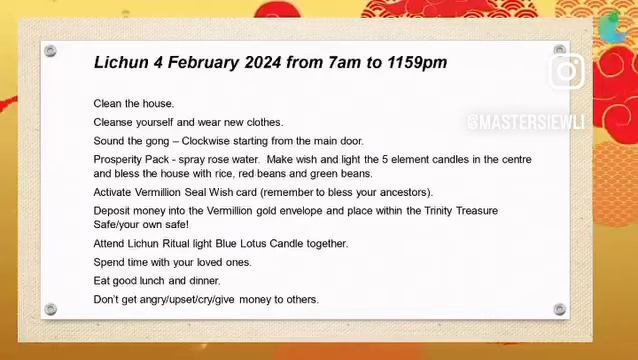 Lichun 4 February 2024 from 7am to 1159pm
Clean the house.
Cleanse yourself and wear new clothes.
Sound the gong – Clockwise starting from the main door.
Prosperity Pack - spray rose water.  Make wish and light the 5 element candles in the centre
and bless the house with rice, red beans and green beans.
Activate Vermillion Seal Wish card (remember to bless your ancestors).
Deposit money into the Vermillion gold envelope and place within the Trinity Treasure
Safe/your own safe!
Attend Lichun Ritual light Blue Lotus Candle together.
Spend time with your loved ones.
Eat good lunch and dinner.
Don't get angry/upset/cry/give money to others.
@MASTERSIEWLI